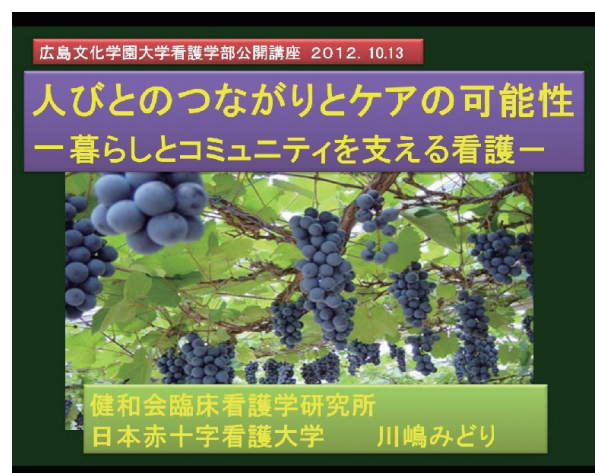 広島文化学園大学看護学部公開講座 2012.10.13
人びとのつながりとケアの可能性
ー暮らしとコミュニティを支える看護ー
健和会臨床看護学研究所
日本赤十字看護大学 川嶋みどり